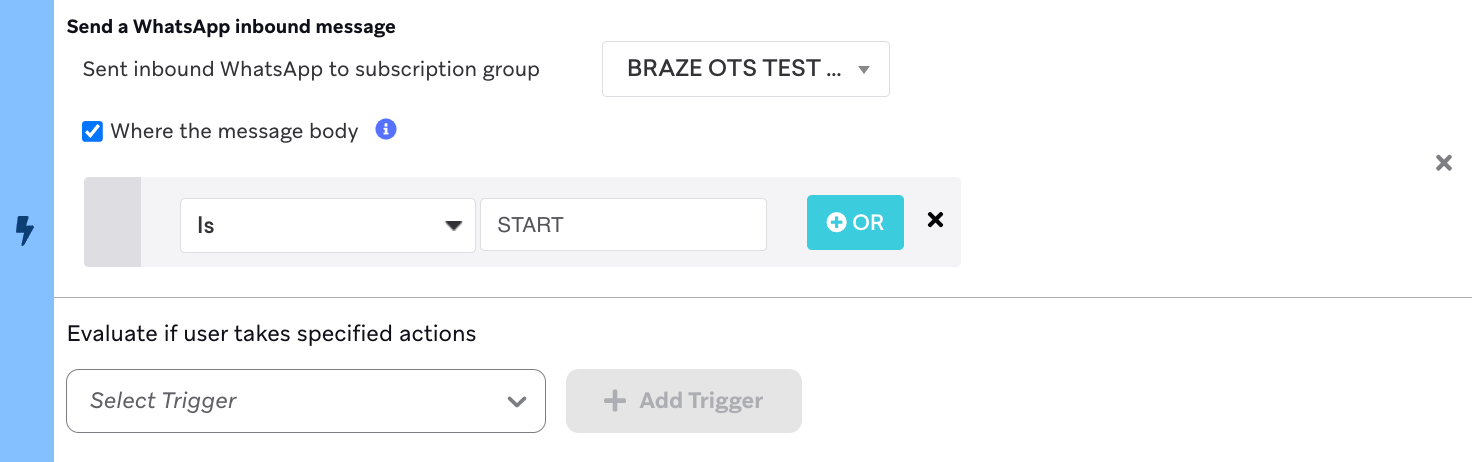 Send a WhatsApp inbound message
Sent inbound WhatsApp to subscription group BRAZE OTS TEST ...
Where the message body
Is START OR
Evaluate if user takes specified actions
Select Trigger Add Trigger